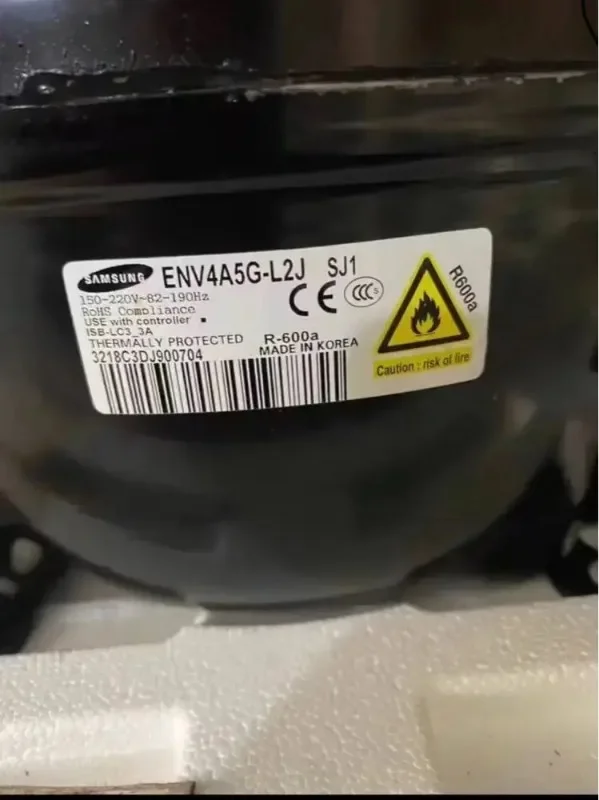 SAMSUNG ENV4A5G-L2J SJ1
150-220V~82-190Hz
RoHS Compliance
USE with controller
ISB-LC3_3A
CE CCC S
THERMALLY PROTECTED R-600a
3218C3DJ900704 MADE IN KOREA
R600a
Caution : risk of fire